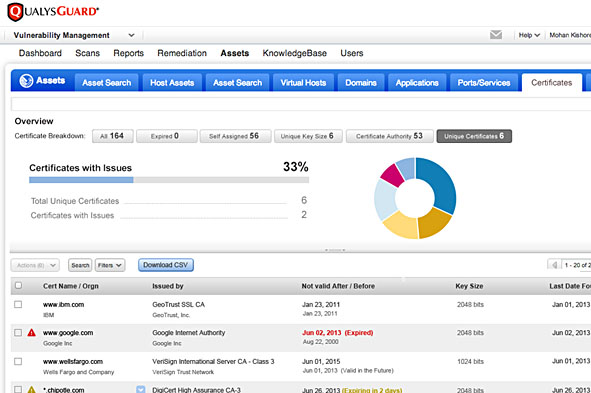 QUALYSGUARD®
Vulnerability Management
Help
Mohan Kishore
Dashboard Scans Reports Remediation Assets KnowledgeBase Users
Assets Asset Search Host Assets Asset Search Virtual Hosts Domains Applications Ports/Services Certificates
Overview
Certificate Breakdown: All 164 Expired 0 Self Assigned 56 Unique Key Size 6 Certificate Authority 53 Unique Certificates 6
Certificates with Issues 33%
Total Unique Certificates 6
Certificates with Issues 2
Actions (0) Search Filters Download CSV 1 - 20 of 2
Cert Name / Orgn Issued by Not valid After / Before Key Size Last Date Fou
www.ibm.com GeoTrust SSL CA Jan 23, 2011 2048 bits Jan 01, 2013
IBM GeoTrust, Inc. Jan 23, 2011
www.google.com Google Internet Authority Jun 02, 2013 (Expired) 2048 bits Jun 02, 2013
Google Inc Google Inc Aug 22, 2000
www.wellsfargo.com VeriSign International Server CA - Class 3 Jun 01, 2015 1024 bits Jan 01, 2013
Wells Fargo and Company VeriSign Trust Network Jun 01, 2013 (Valid in the Future)
*.chipotle.com DigiCert High Assurance CA-3 Jun 26, 2013 (Expiring in 2 days) 2048 bits Jan 01, 2013